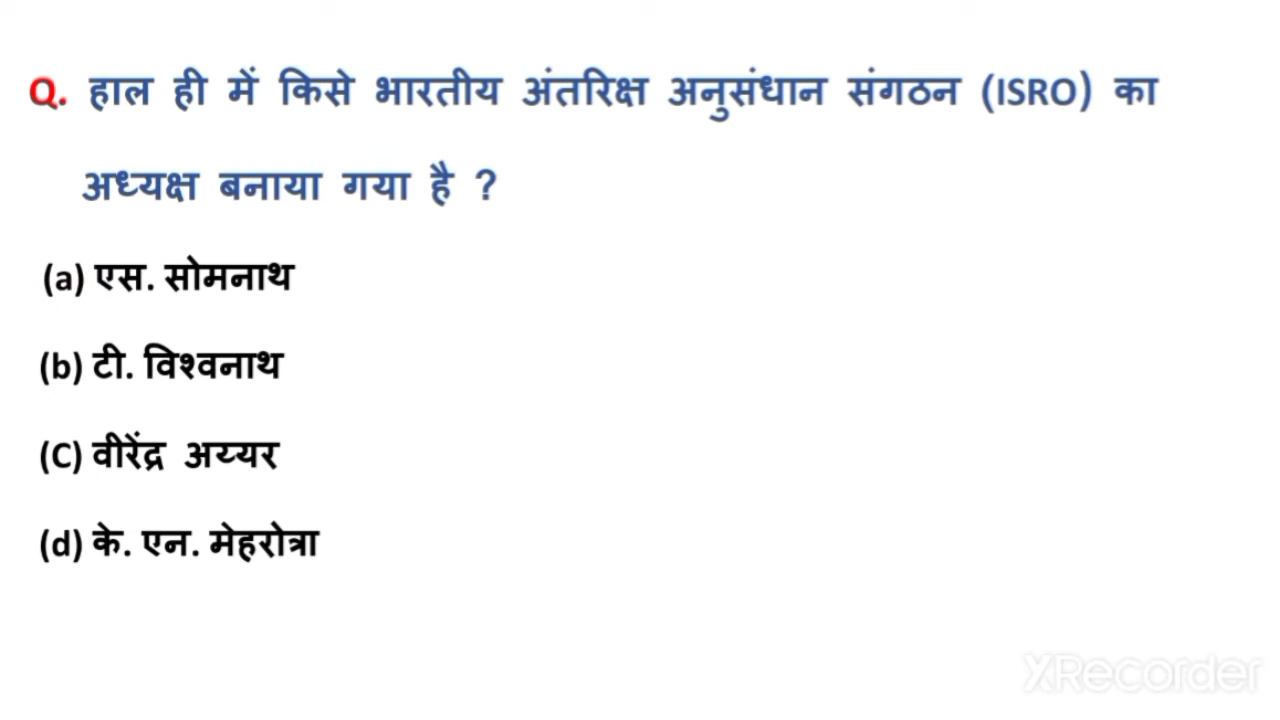 Q. हाल ही में किसे भारतीय अंतरिक्ष अनुसंधान संगठन (ISRO) का
अध्यक्ष बनाया गया है ?
(a) एस. सोमनाथ
(b) टी. विश्वनाथ
(C) वीरेंद्र अय्यर
(d) के. एन. मेहरोत्रा
XRecorder